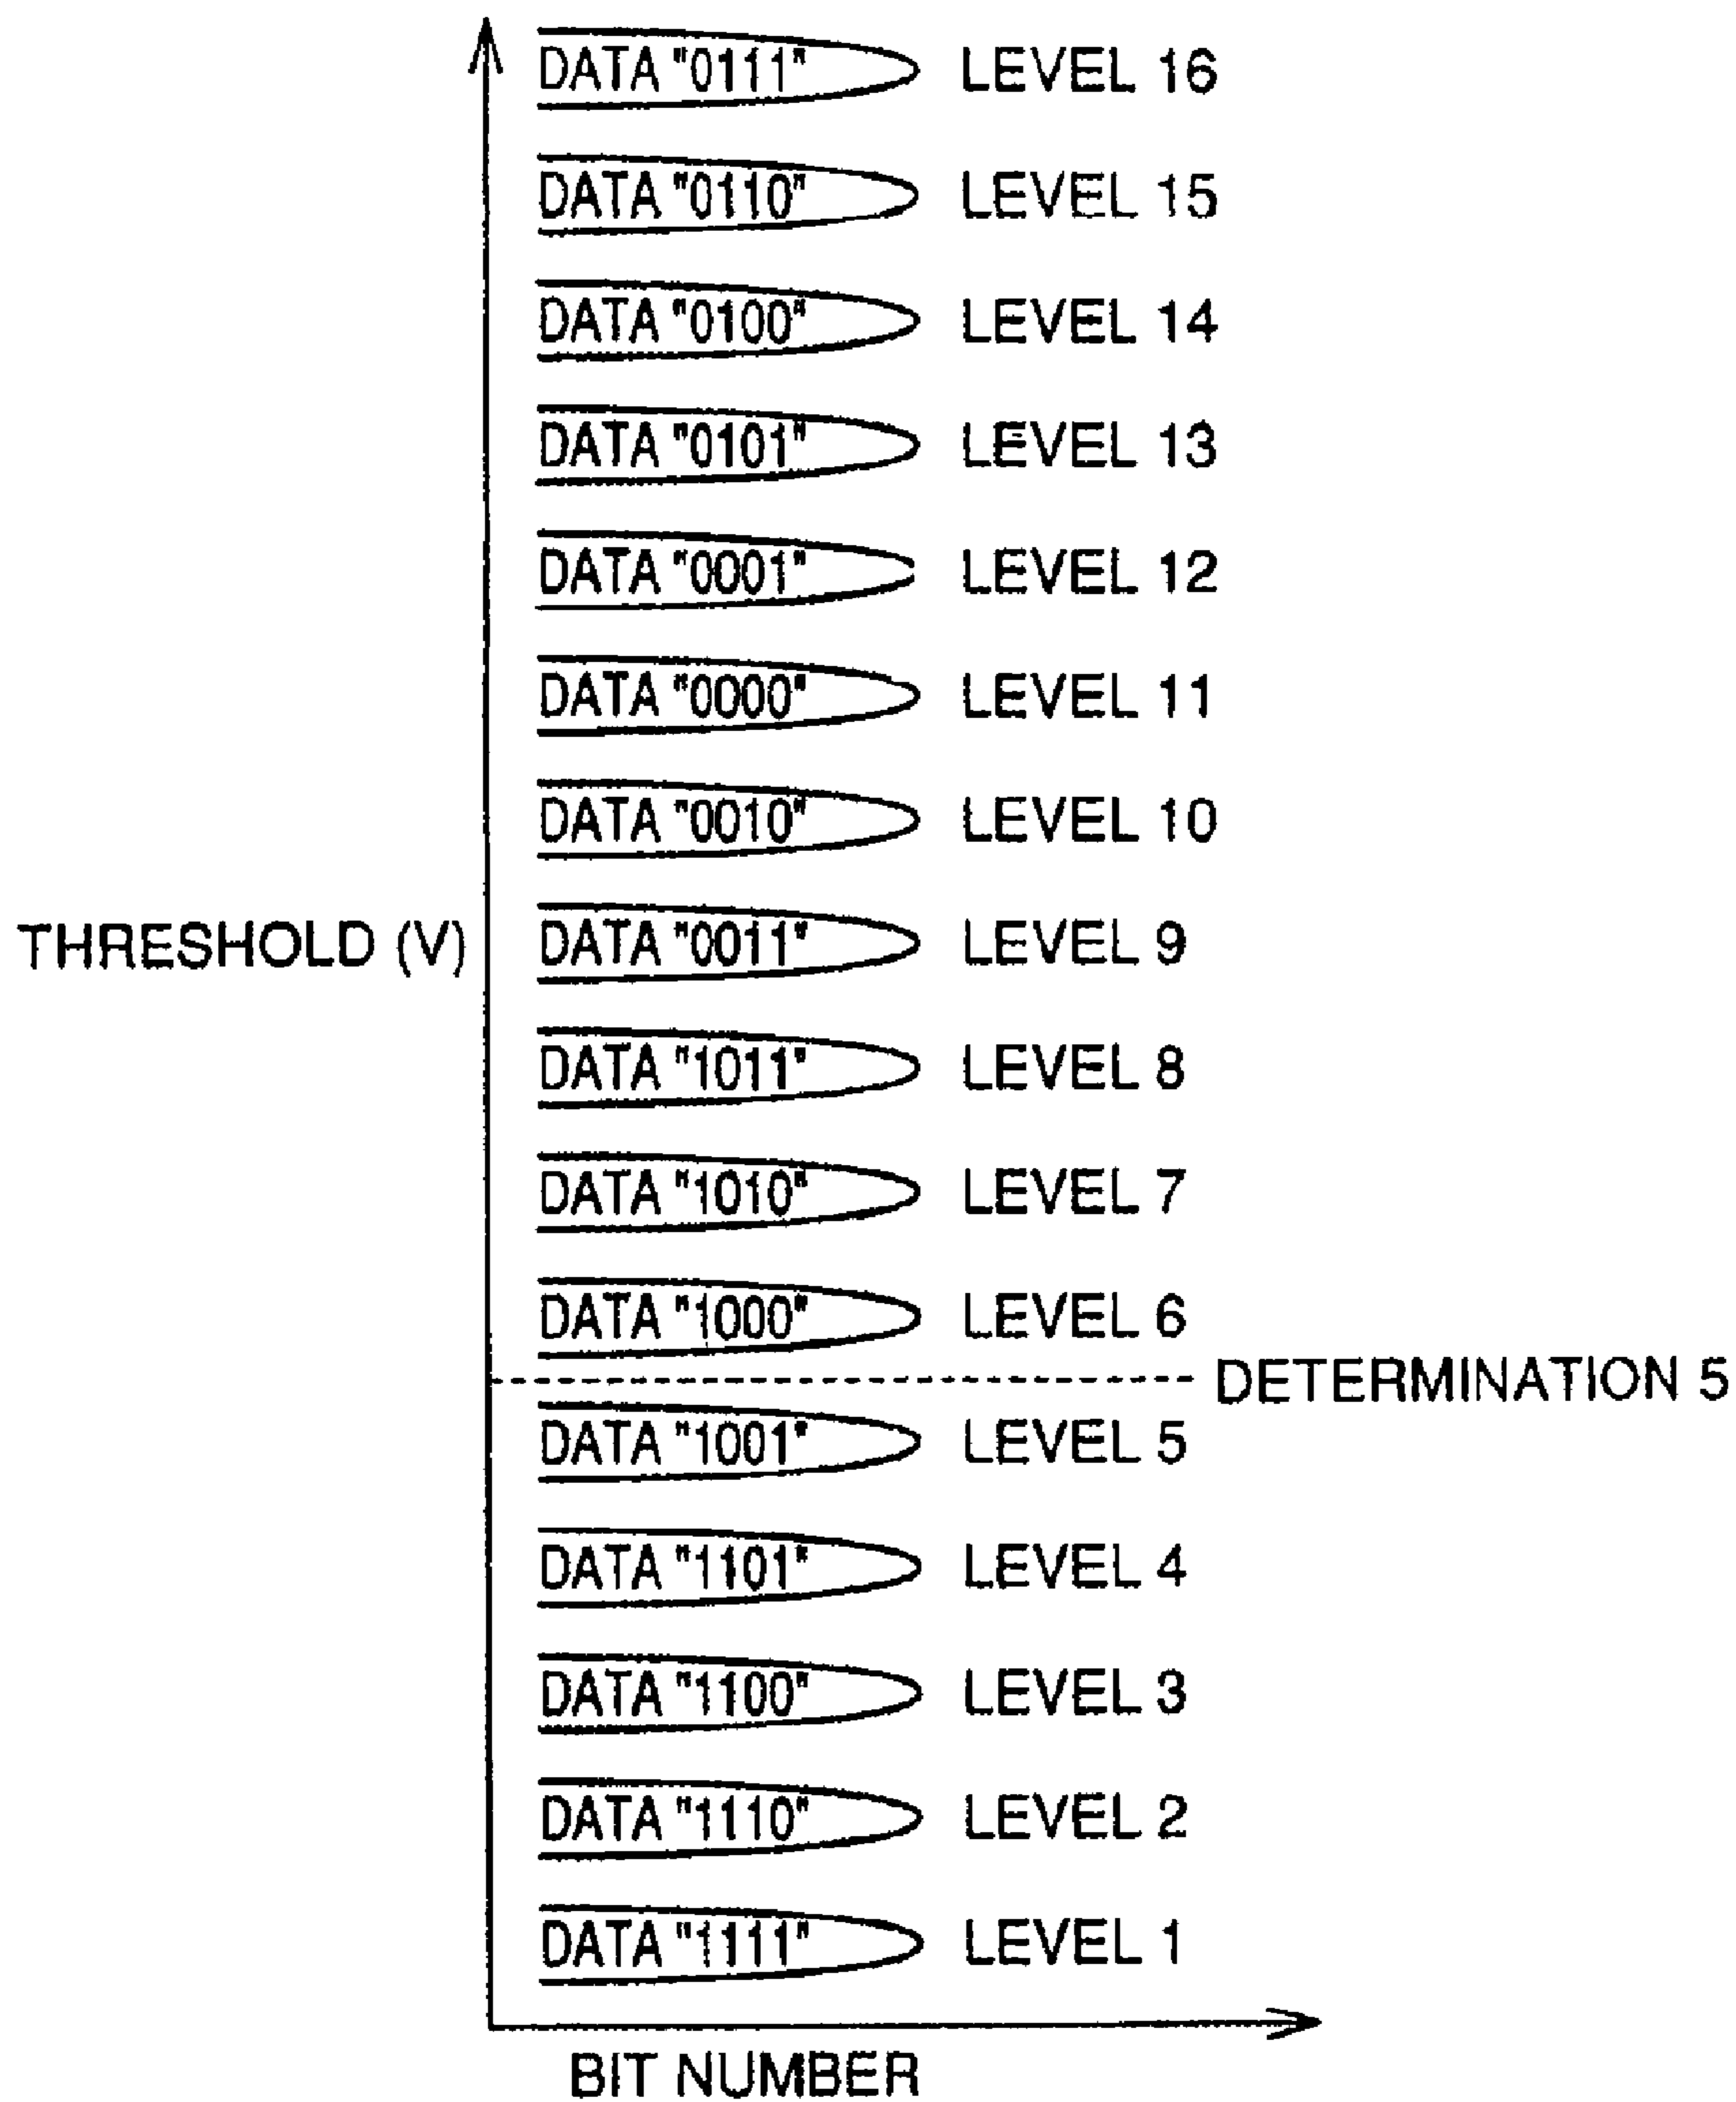 DATA "0111" LEVEL 16
DATA "0110" LEVEL 15
DATA "0100" LEVEL 14
DATA "0101" LEVEL 13
DATA "0001" LEVEL 12
DATA "0000" LEVEL 11
DATA "0010" LEVEL 10
THRESHOLD (V) DATA "0011" LEVEL 9
DATA "1011" LEVEL 8
DATA "1010" LEVEL 7
DATA "1000" LEVEL 6
DETERMINATION 5
DATA "1001" LEVEL 5
DATA "1101" LEVEL 4
DATA "1100" LEVEL 3
DATA "1110" LEVEL 2
DATA "1111" LEVEL 1
BIT NUMBER